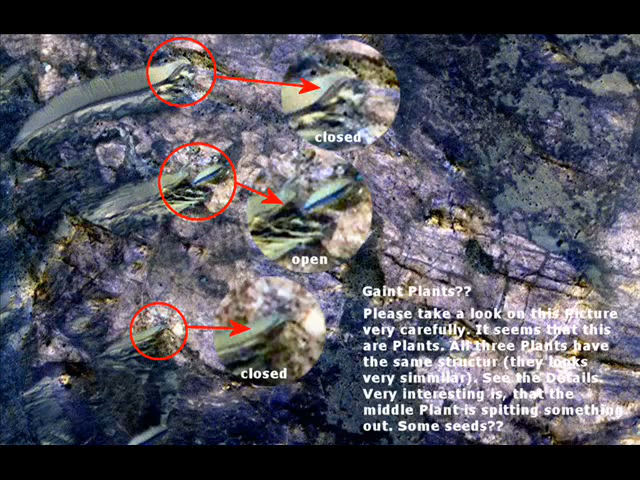 closed
open
closed
Gaint Plants??
Please take a look on this Picture
very carefully. It seems that this
are Plants. All three Plants have
the same structur (they looks
very simmilar). See the Details.
Very interesting is, that the
middle Plant is spitting something
out. Some seeds??